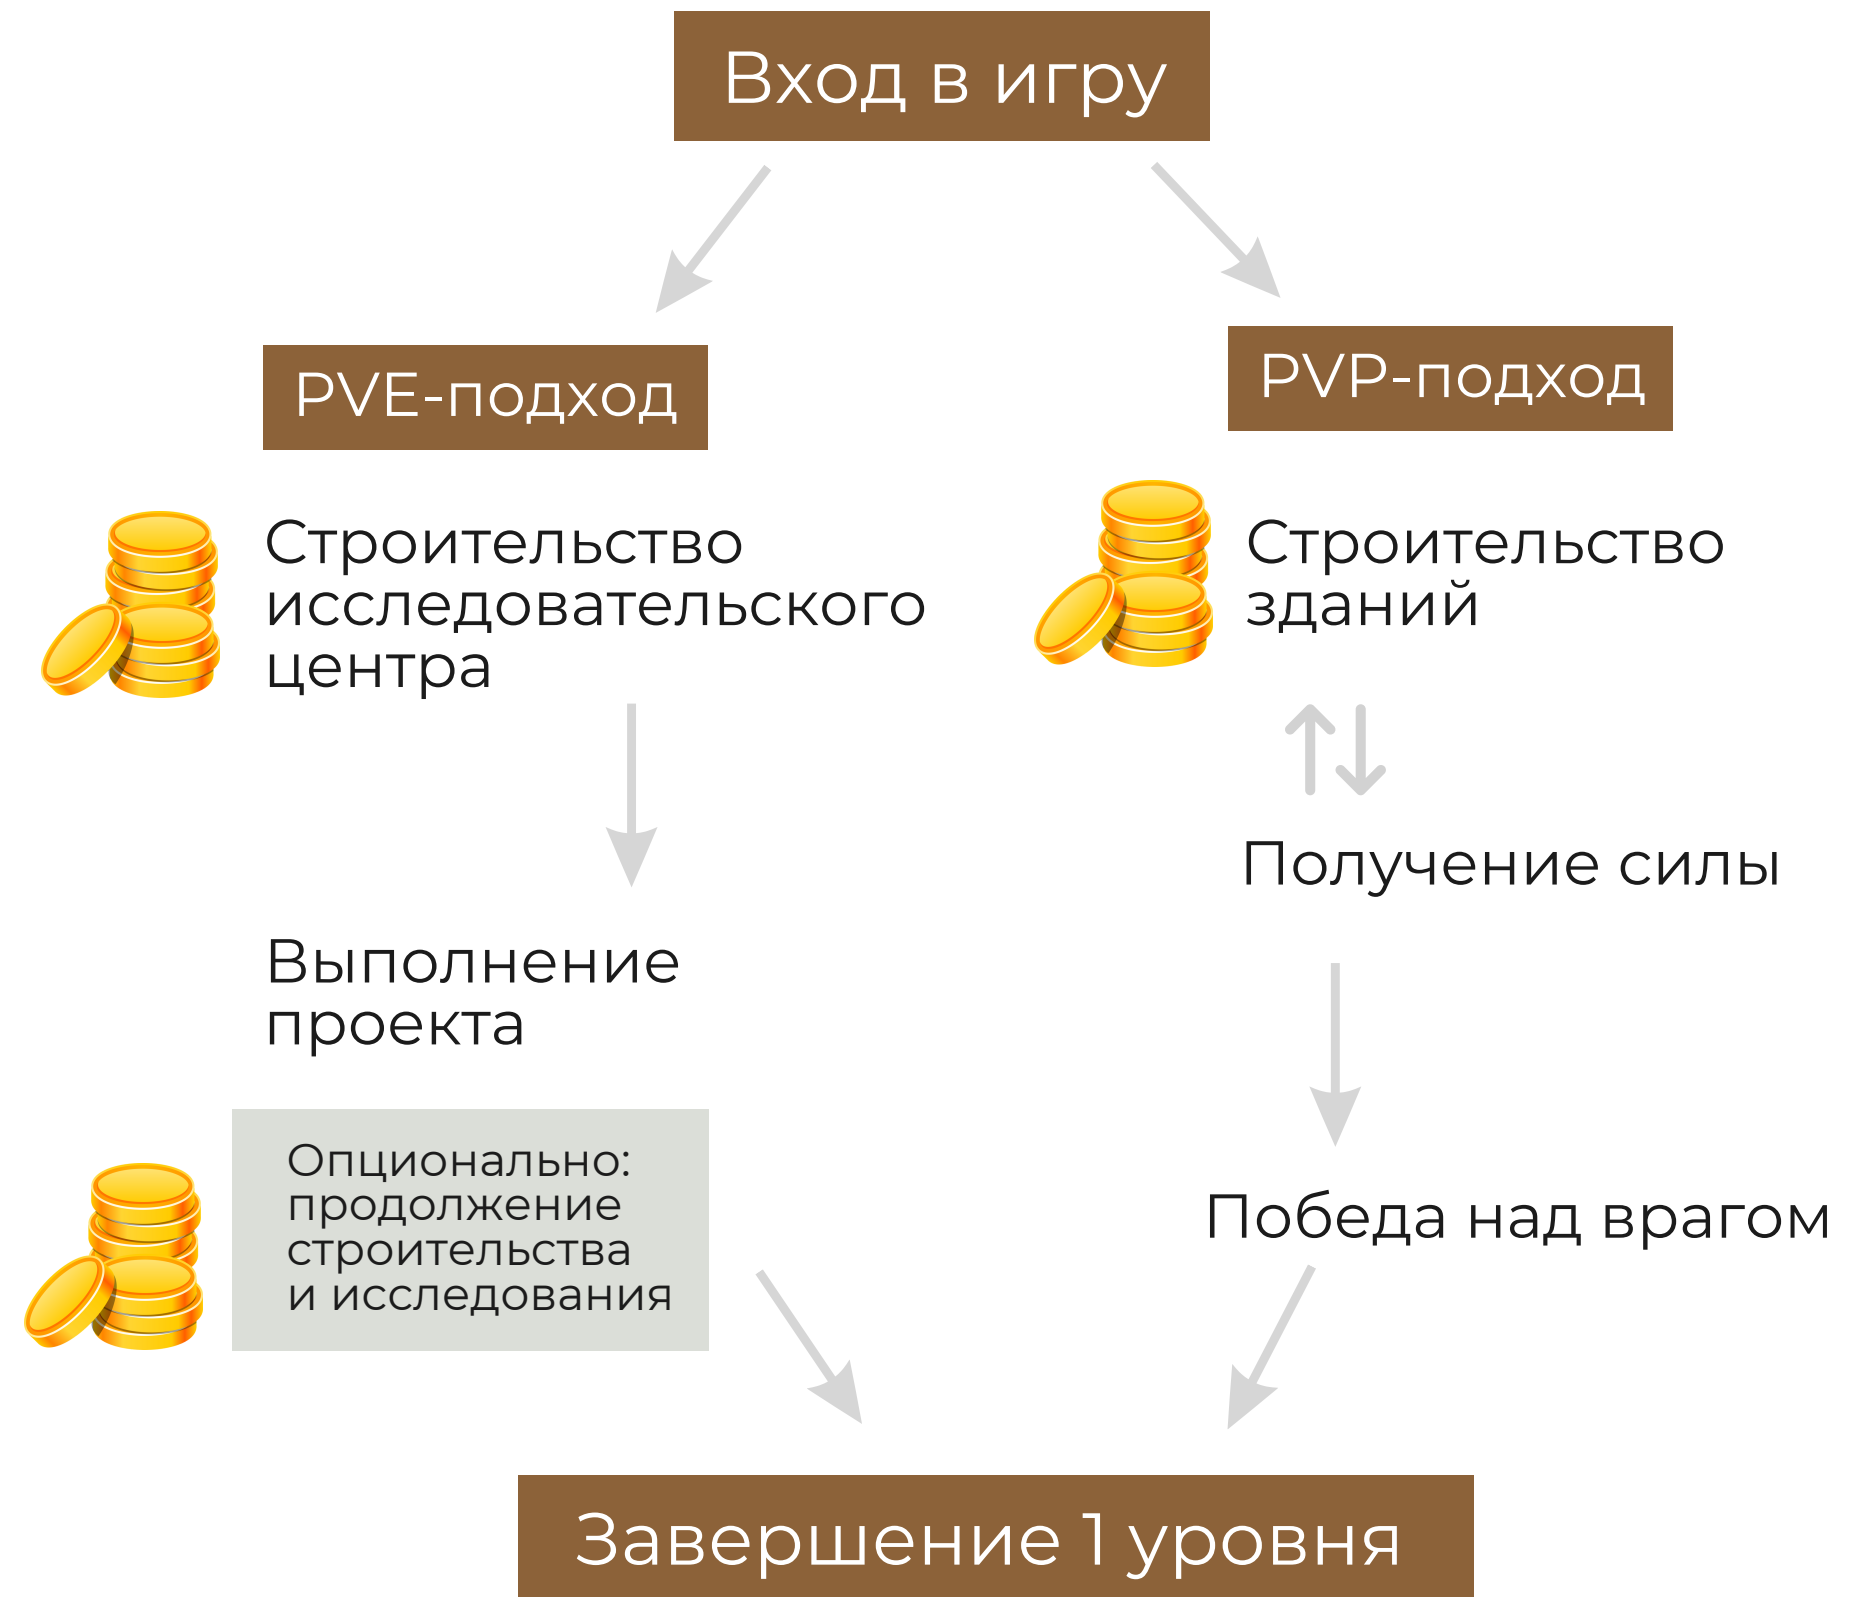 Вход в игру
PVE-подход
Строительство
исследовательского
центра
Выполнение
проекта
Опционально:
продолжение
строительства
и исследования
PVP-подход
Строительство
зданий
Получение силы
Победа над врагом
Завершение 1 уровня